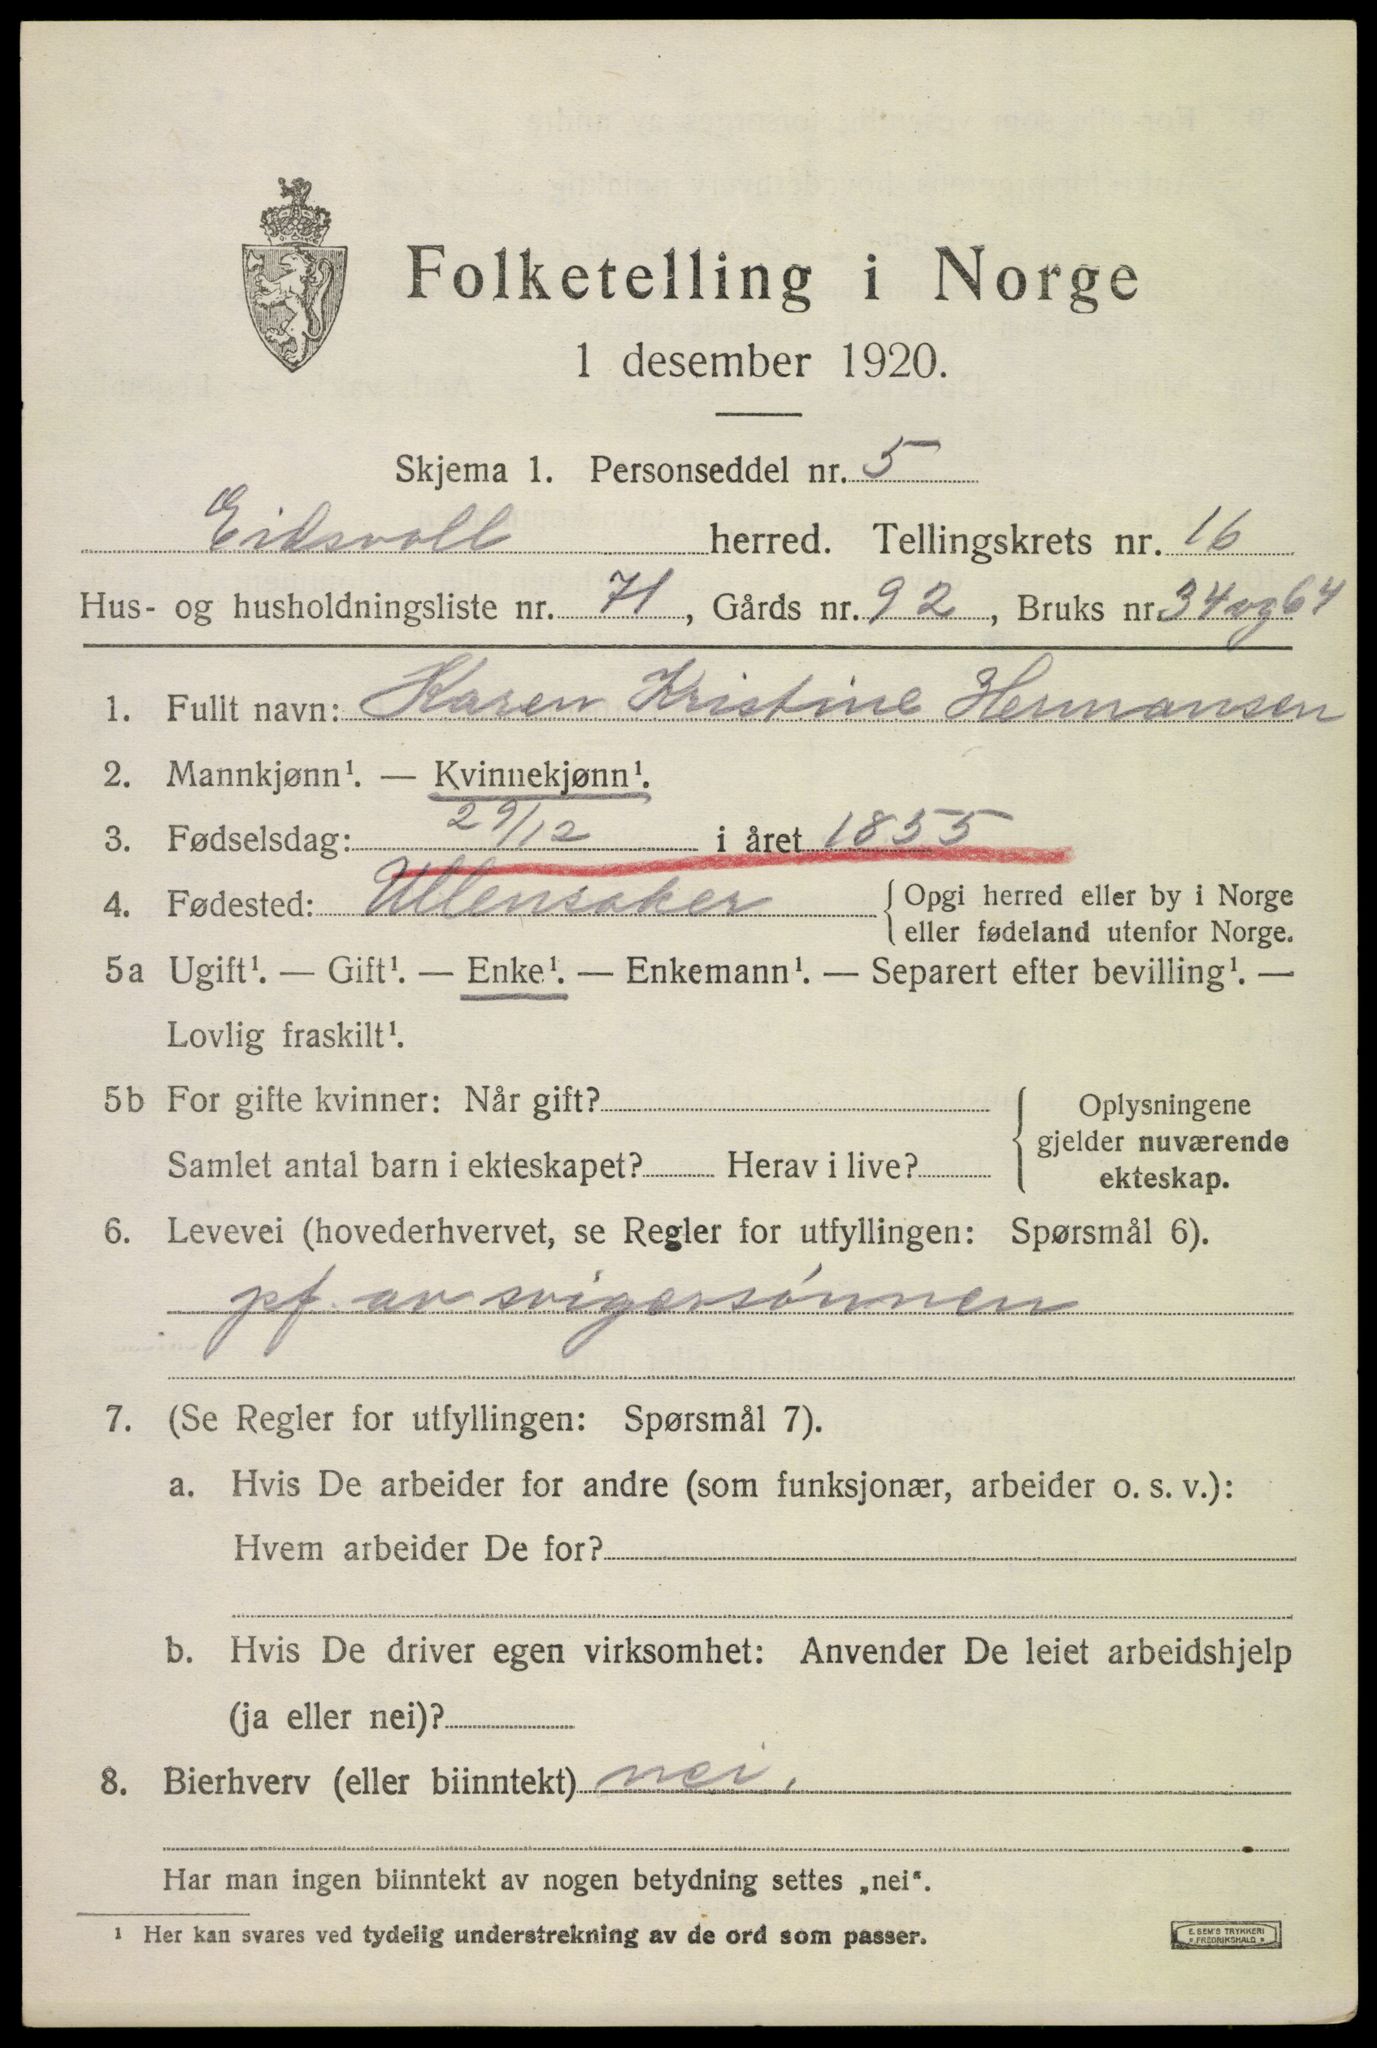 Folketelling i Norge
1 desember 1920.
Skjema 1. Personseddel nr. 5
Eidsvoll herred. Tellingskrets nr. 16
Hus- og husholdningsliste nr. 71, Gårds nr. 92, Bruks nr. 34 og 64
1. Fullt navn: Karen Kristine Hermansen
2. Mannkjønn¹. — Kvinnekjønn¹.
3. Fødselsdag: 29/12 i året 1855
4. Fødested: Ullensaker { Opgi herred eller by i Norge
eller fødeland utenfor Norge.
5a Ugift¹. — Gift¹. — Enke¹. — Enkemann¹. — Separert efter bevilling¹. —
Lovlig fraskilt¹.
5b For gifte kvinner: Når gift? { Oplysningene
gjelder nuværende
Samlet antal barn i ekteskapet? Herav i live? ekteskap.
6. Levevei (hovederhvervet, se Regler for utfyllingen: Spørsmål 6).
pf. av svigersønnen
7. (Se Regler for utfyllingen: Spørsmål 7).
a. Hvis De arbeider for andre (som funksjonær, arbeider o. s. v.):
Hvem arbeider De for?
b. Hvis De driver egen virksomhet: Anvender De leiet arbeidshjelp
(ja eller nei)?
8. Bierhverv (eller biinntekt) nei.
Har man ingen biinntekt av nogen betydning settes „nei“.
¹ Her kan svares ved tydelig understrekning av de ord som passer.
E. SEM'S TRYKKERI
* FREDRIKSHALD *